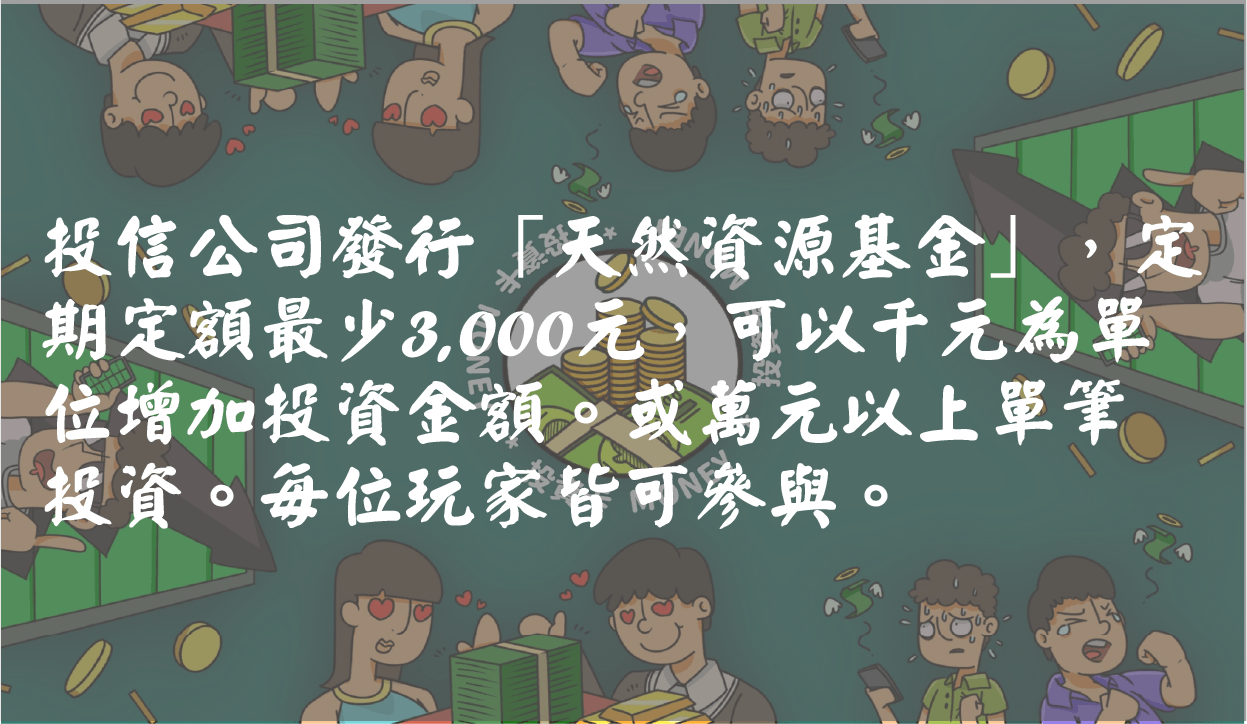 投信公司發行「天然資源基金」，定
期定額最少3,000元，可以千元為單
位增加投資金額。或萬元以上單筆
投資。每位玩家皆可參與。